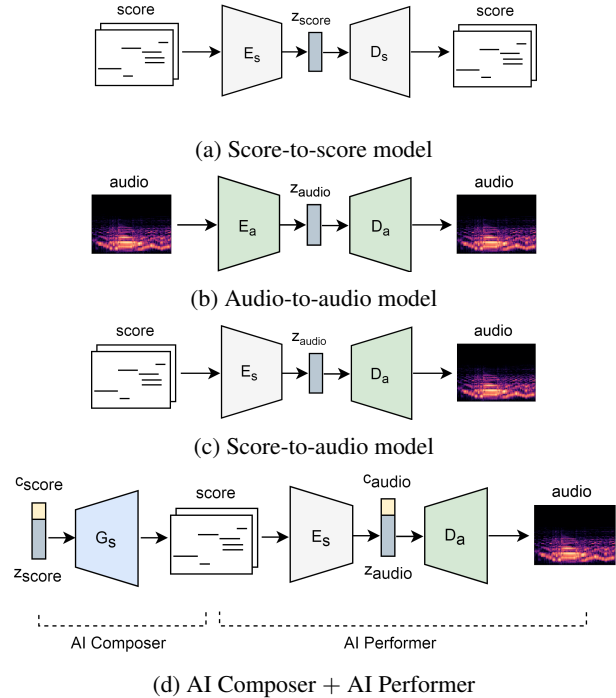 score
z_score
score
E_s
D_s
(a) Score-to-score model
audio
z_audio
audio
E_a
D_a
(b) Audio-to-audio model
score
z_audio
audio
E_s
D_a
(c) Score-to-audio model
c_score
score
c_audio
audio
G_s
E_s
D_a
z_score
z_audio
AI Composer
AI Performer
(d) AI Composer + AI Performer